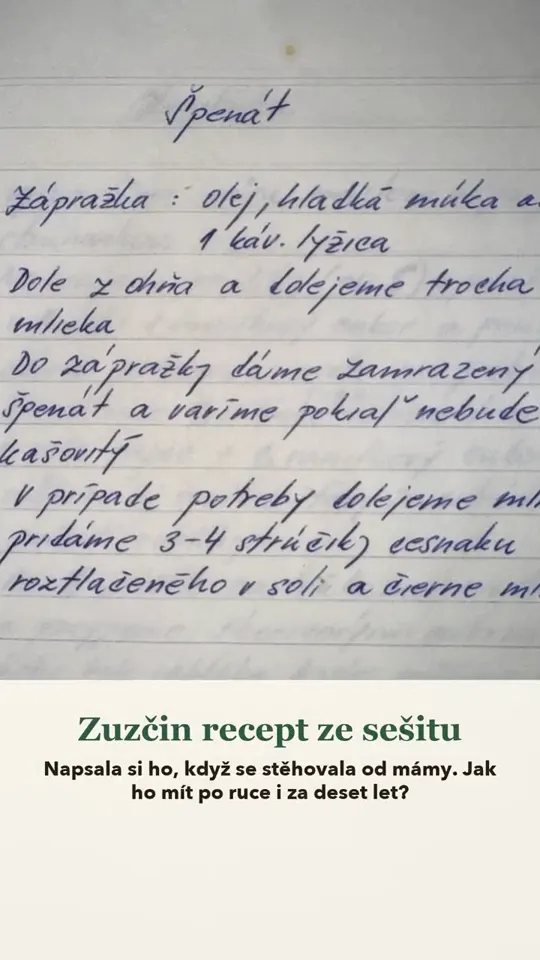 Špenát
Zápražka : olej, hladká múka a
1 káv. lyžica
Dole z ohňa a dolejeme trocha
mlieka
Do zápražky dáme zamrazený
špenát a varíme pokiaľ nebude
kašovitý
V prípade potreby dolejeme
pridáme 3-4 strúčiky cesnaku
roztlačeného v soli a čierne
Zuzčin recept ze sešitu
Napsala si ho, když se stěhovala od mámy. Jak
ho mít po ruce i za deset let?